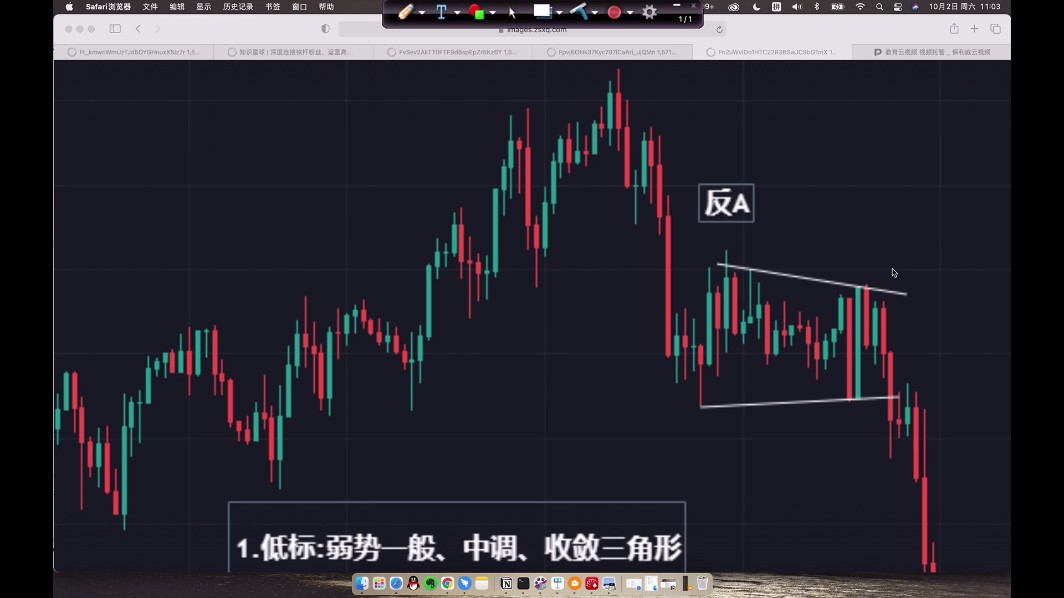 Safari浏览器 文件 编辑 显示 历史记录 书签 窗口 帮助
9+
拼
10月2日 周六 11:03
T
1/1
images.zsxq.com
知识星球 | 深度连接铁杆粉丝，运营高...
教育云视频 视频托管 _ 保利威云视频
反A
1.低标:弱势一般、中调、收敛三角形